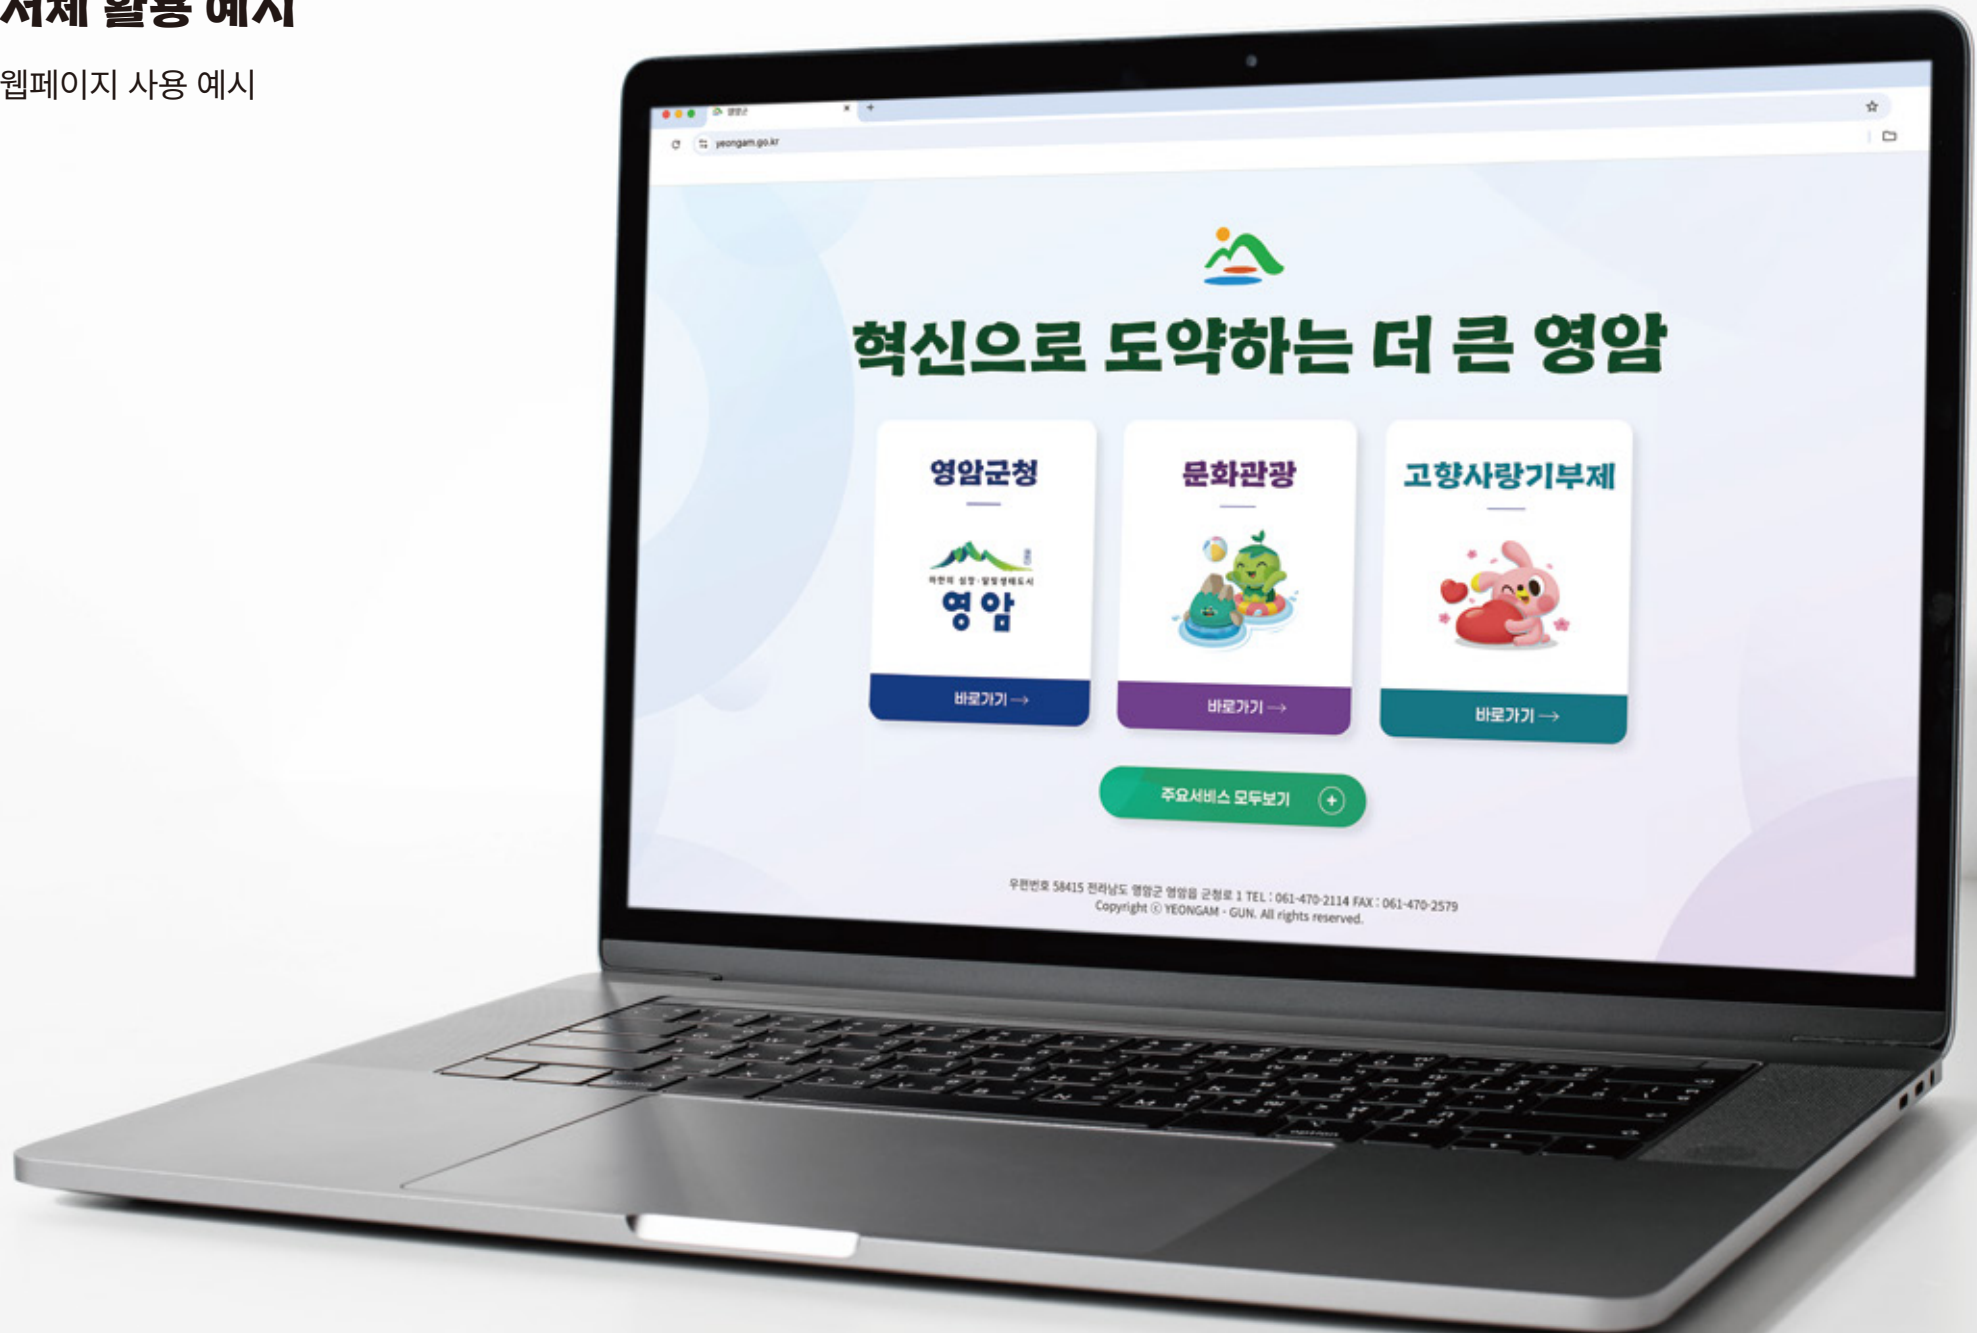 서체 활용 예시
웹페이지 사용 예시
영암군
yeongam.go.kr
혁신으로 도약하는 더 큰 영암
영암군청
영암
바로가기 →
문화관광
바로가기 →
고향사랑기부제
바로가기 →
주요서비스 모두보기 +
우편번호 58415 전라남도 영암군 영암읍 군청로 1 TEL : 061-470-2114 FAX : 061-470-2579
Copyright ⓒ YEONGAM - GUN. All rights reserved.
option